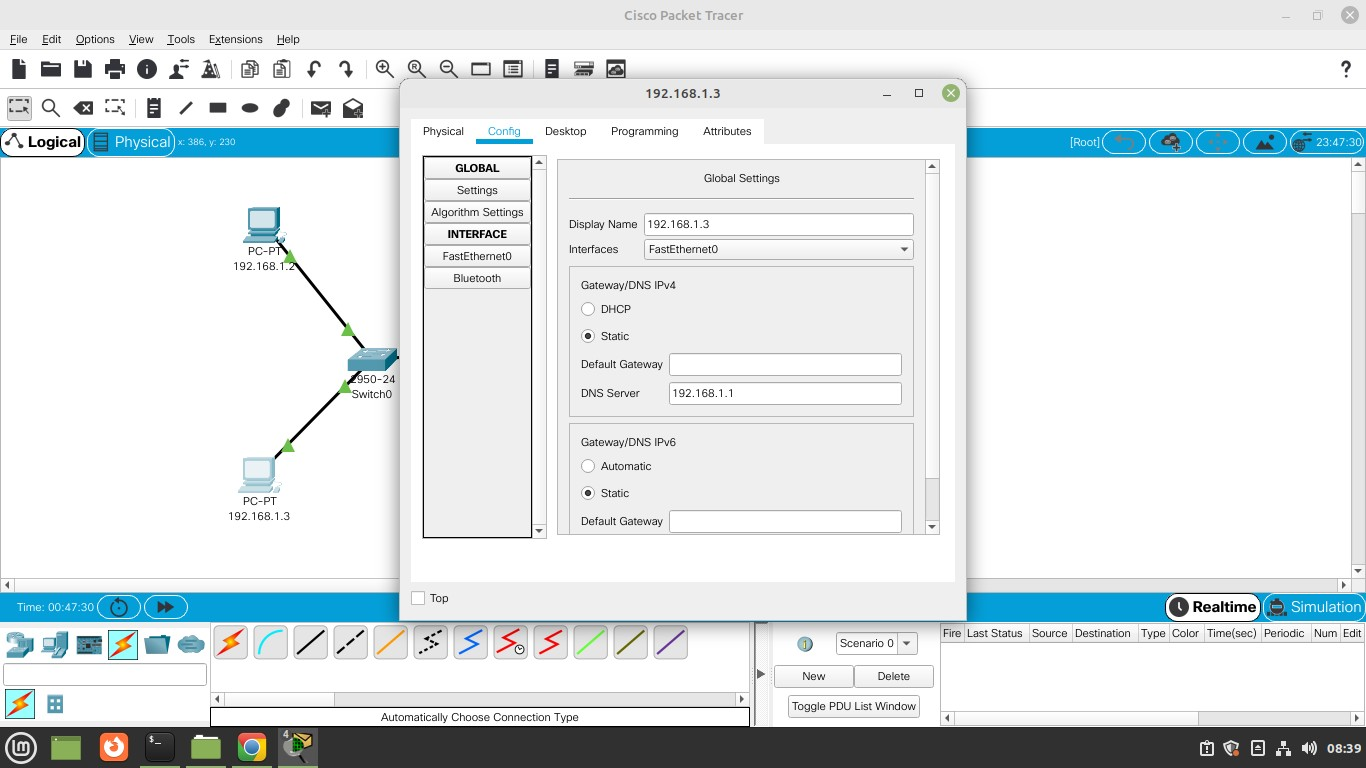 Cisco Packet Tracer
File Edit Options View Tools Extensions Help
?
Logical Physical x: 386, y: 230
[Root] 23:47:30
PC-PT
192.168.1.2
2950-24
Switch0
PC-PT
192.168.1.3
192.168.1.3
Physical Config Desktop Programming Attributes
GLOBAL
Settings
Algorithm Settings
INTERFACE
FastEthernet0
Bluetooth
Global Settings
Display Name 192.168.1.3
Interfaces FastEthernet0
Gateway/DNS IPv4
DHCP
Static
Default Gateway
DNS Server 192.168.1.1
Gateway/DNS IPv6
Automatic
Static
Default Gateway
Top
Time: 00:47:30
Realtime Simulation
Automatically Choose Connection Type
Scenario 0
New Delete
Toggle PDU List Window
Fire Last Status Source Destination Type Color Time(sec) Periodic Num Edit
4
08:39